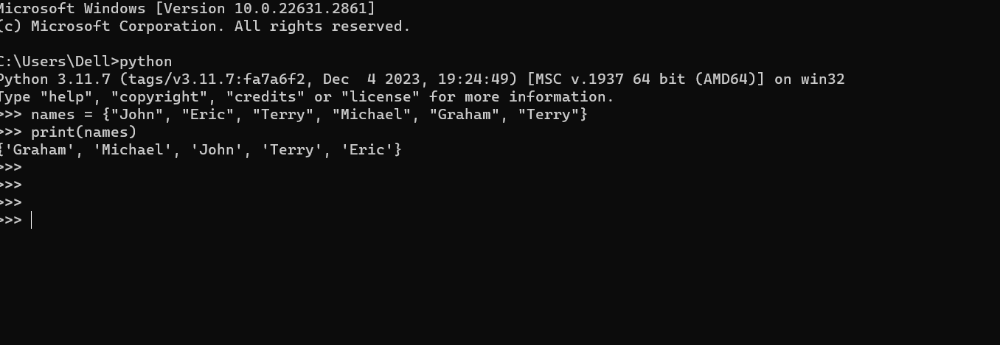 Microsoft Windows [Version 10.0.22631.2861]
(c) Microsoft Corporation. All rights reserved.
C:\Users\Dell>python
Python 3.11.7 (tags/v3.11.7:fa7a6f2, Dec  4 2023, 19:24:49) [MSC v.1937 64 bit (AMD64)] on win32
Type "help", "copyright", "credits" or "license" for more information.
>>> names = {"John", "Eric", "Terry", "Michael", "Graham", "Terry"}
>>> print(names)
{'Graham', 'Michael', 'John', 'Terry', 'Eric'}
>>>
>>>
>>>
>>>